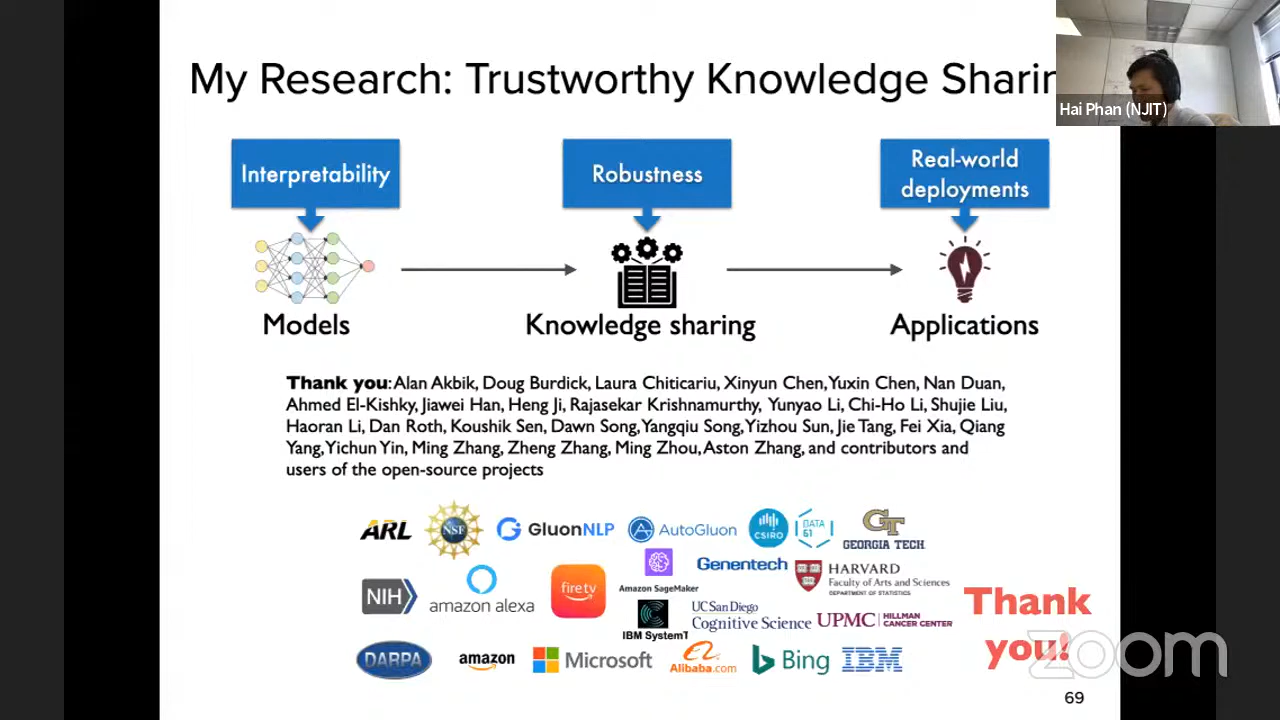 My Research: Trustworthy Knowledge Sharin
Hai Phan (NJIT)
Interpretability
Robustness
Real-world
deployments
Models
Knowledge sharing
Applications
Thank you: Alan Akbik, Doug Burdick, Laura Chiticariu, Xinyun Chen, Yuxin Chen, Nan Duan,
Ahmed El-Kishky, Jiawei Han, Heng Ji, Rajasekar Krishnamurthy, Yunyao Li, Chi-Ho Li, Shujie Liu,
Haoran Li, Dan Roth, Koushik Sen, Dawn Song, Yangqiu Song, Yizhou Sun, Jie Tang, Fei Xia, Qiang
Yang, Yichun Yin, Ming Zhang, Zheng Zhang, Ming Zhou, Aston Zhang, and contributors and
users of the open-source projects
ARL
NSF
GluonNLP
AutoGluon
CSIRO
DATA
61
GT
GEORGIA TECH
NIH
amazon alexa
fire tv
Amazon SageMaker
Genentech
HARVARD
Faculty of Arts and Sciences
DEPARTMENT OF STATISTICS
IBM SystemT
UC San Diego
Cognitive Science
UPMC | HILLMAN
CANCER CENTER
Thank
you!
zoom
DARPA
amazon
Microsoft
Alibaba.com
Bing
IBM
69